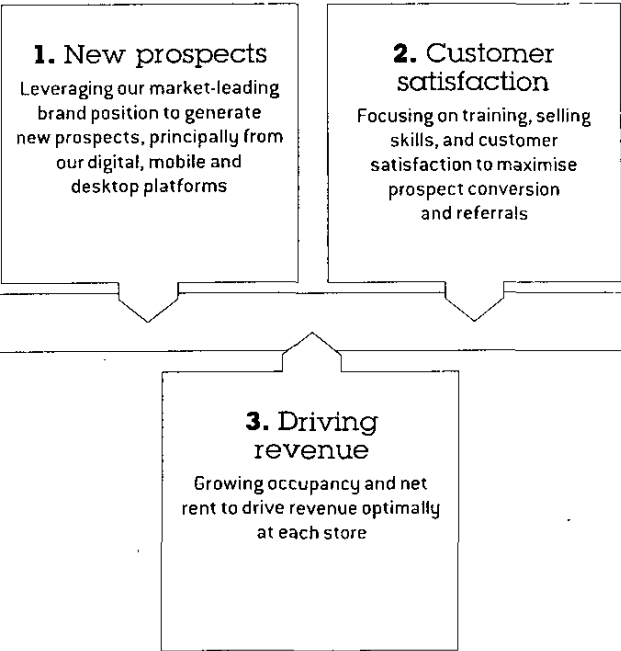 1. New prospects
Leveraging our market-leading
brand position to generate
new prospects, principally from
our digital, mobile and
desktop platforms
2. Customer
satisfaction
Focusing on training, selling
skills, and customer
satisfaction to maximise
prospect conversion
and referrals
3. Driving
revenue
Growing occupancy and net
rent to drive revenue optimally
at each store